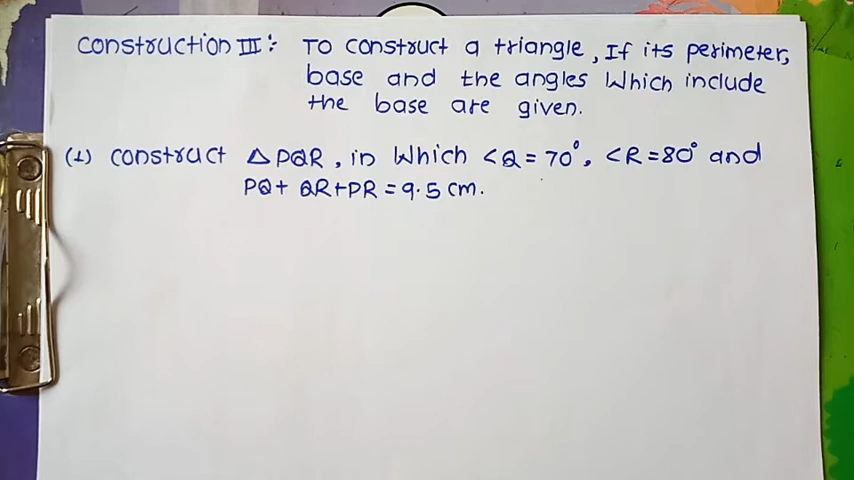 Construction III : To construct a triangle, If its perimeter,
base and the angles Which include
the base are given.
(1) construct △PQR, in Which <Q = 70°, <R = 80° and
PQ + QR + PR = 9.5 cm.